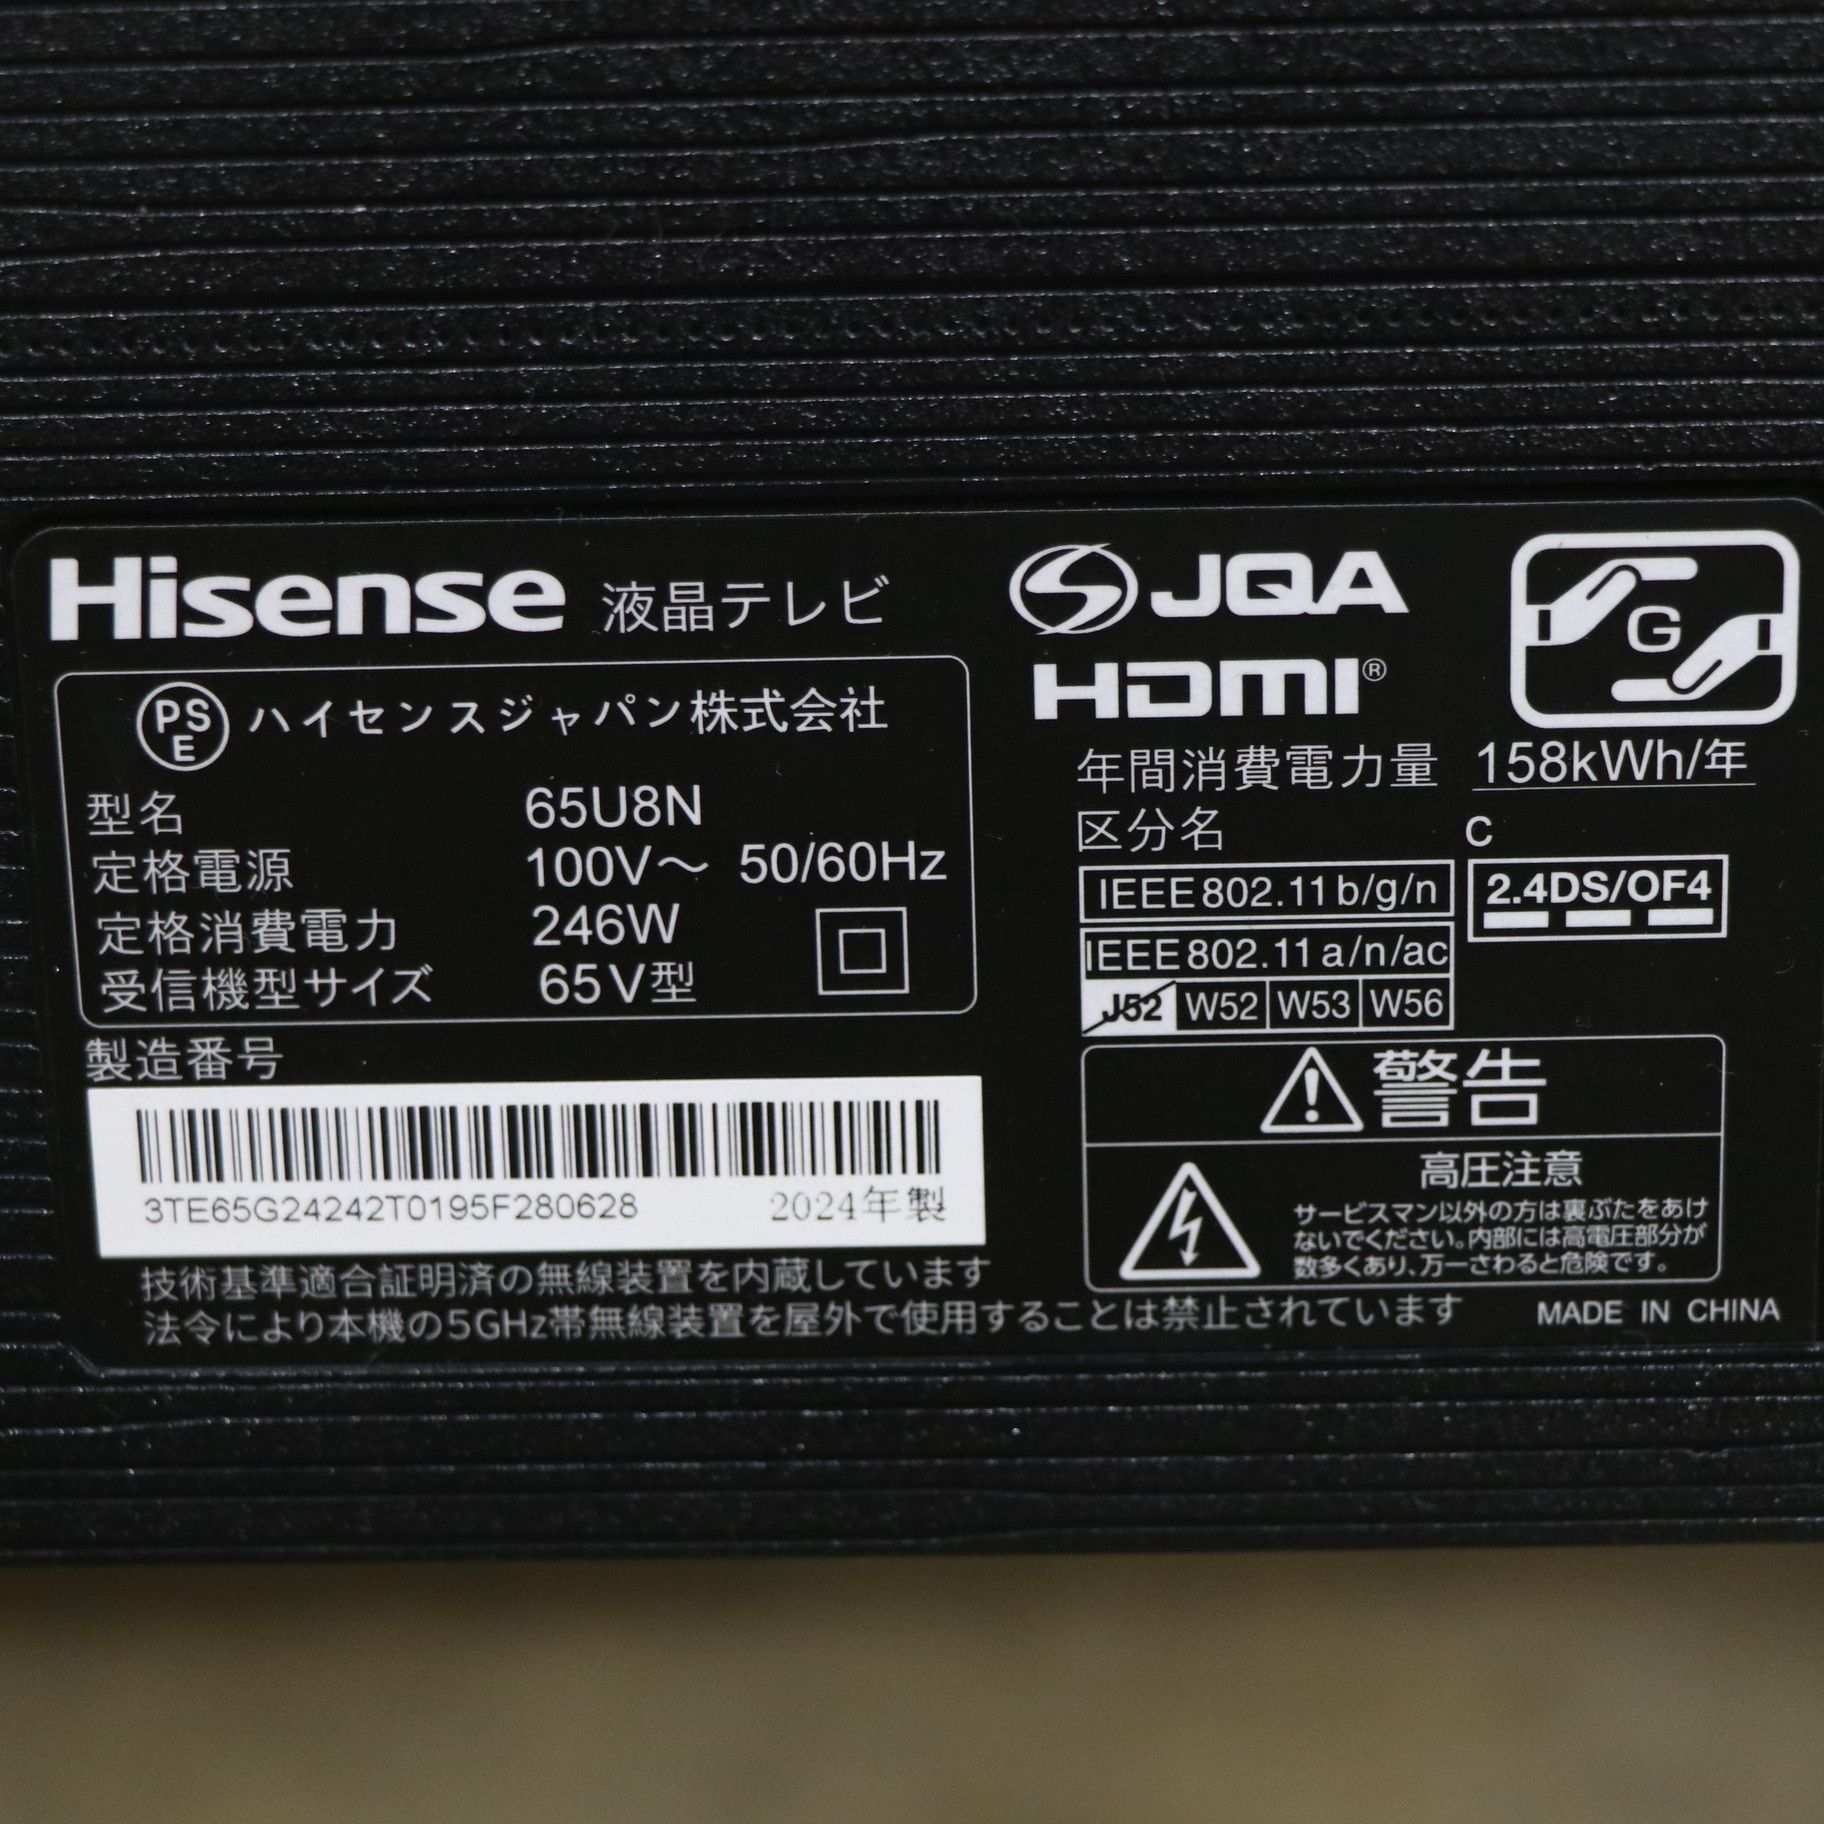 Hisense 液晶テレビ
PSE ハイセンスジャパン株式会社
型名 65U8N
定格電源 100V～ 50/60Hz
定格消費電力 246W
受信機型サイズ 65V型
製造番号
3TE65G24242T0195F280628 2024年製
技術基準適合証明済の無線装置を内蔵しています
法令により本機の5GHz帯無線装置を屋外で使用することは禁止されています
JQA
HDMI®
G
年間消費電力量 158kWh/年
区分名 C
IEEE802.11b/g/n
2.4DS/OF4
IEEE802.11a/n/ac
J52 W52 W53 W56
警告
高圧注意
サービスマン以外の方は裏ぶたをあけ
ないでください。内部には高電圧部分が
数多くあり、万一さわると危険です。
MADE IN CHINA